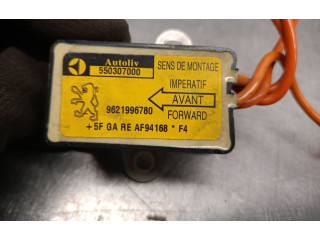 Autoliv
550307000
SENS DE MONTAGE
IMPERATIF
AVANT
FORWARD
9621996780
+5F GA RE AF94168 * F4